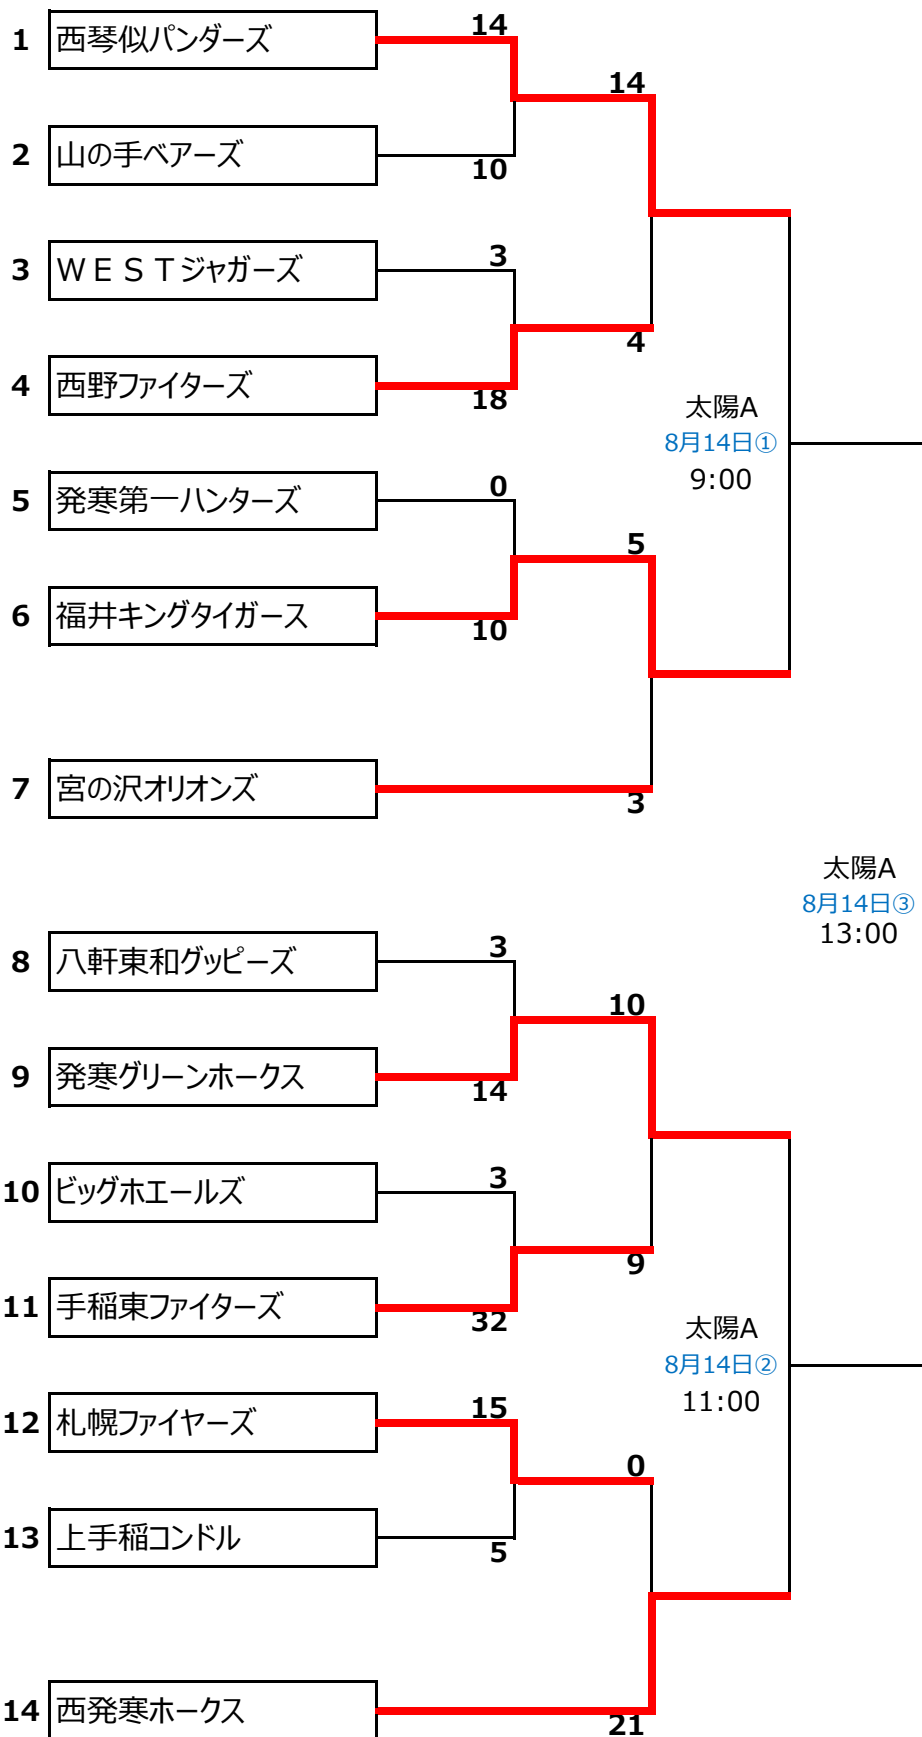 14
1 西琴似パンダーズ
14
2 山の手ベアーズ
10
3 ＷＥＳＴジャガーズ
3
4
4 西野ファイターズ
18
太陽A
8月14日①
9:00
5 発寒第一ハンターズ
0
5
6 福井キングタイガース
10
7 宮の沢オリオンズ
3
太陽A
8月14日③
13:00
8 八軒東和グッピーズ
3
10
9 発寒グリーンホークス
14
10 ビッグホエールズ
3
9
11 手稲東ファイターズ
32
太陽A
8月14日②
11:00
12 札幌ファイヤーズ
15
0
13 上手稲コンドル
5
14 西発寒ホークス
21